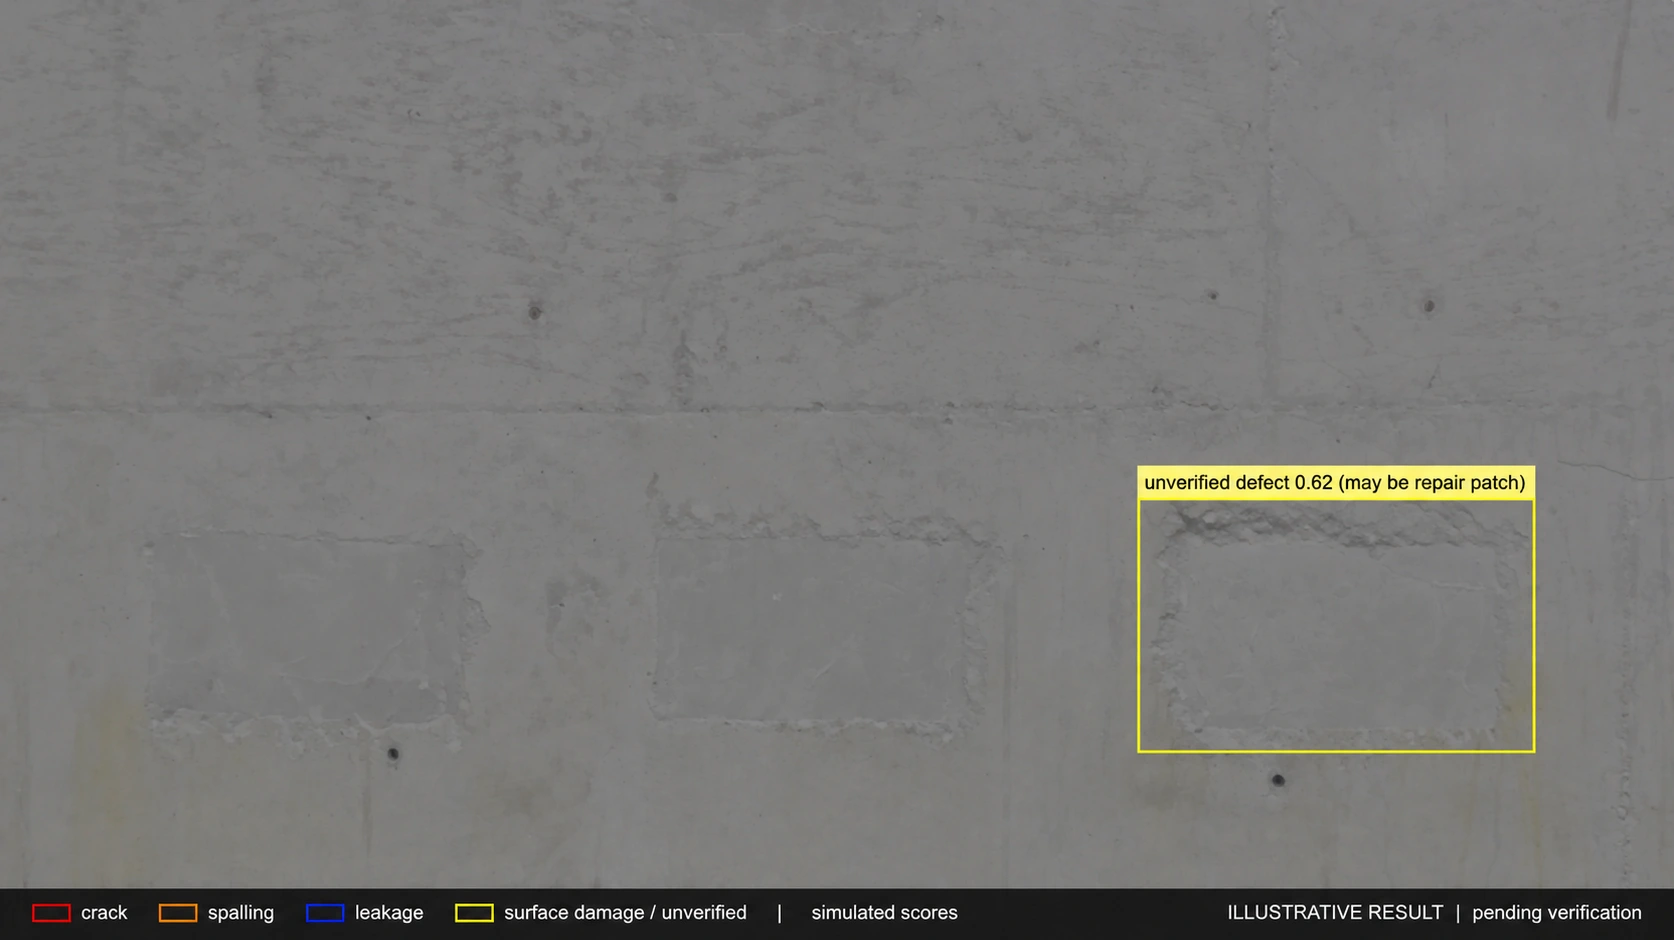 unverified defect 0.62 (may be repair patch)
crack spalling leakage surface damage / unverified | simulated scores ILLUSTRATIVE RESULT | pending verification